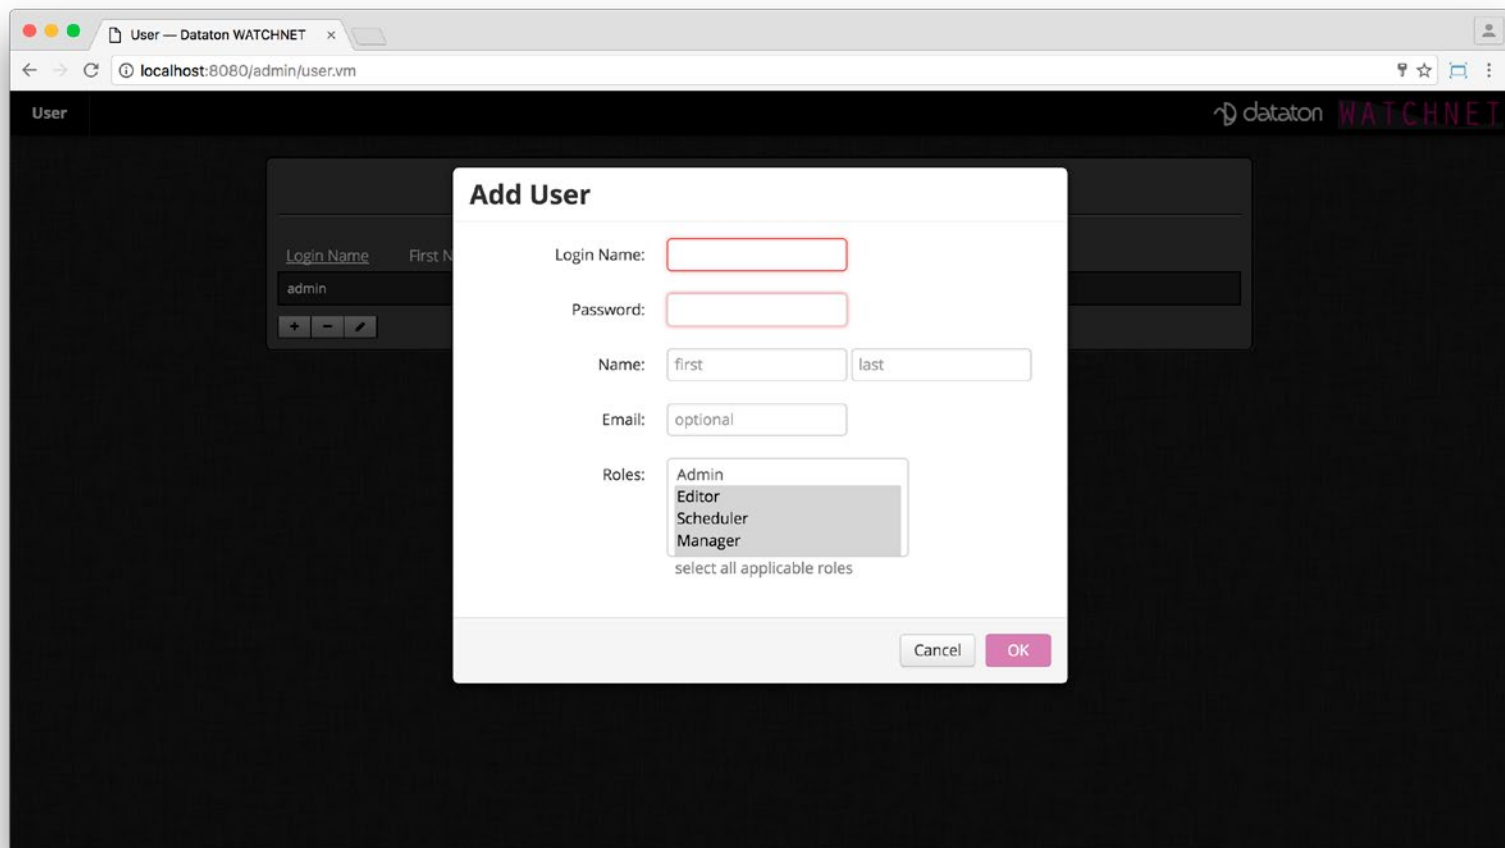 User — Dataton WATCHNET
localhost:8080/admin/user.vm
User
dataton WATCHNET
Add User
Login Name First N
admin
Login Name:
Password:
Name: first last
Email: optional
Roles: Admin
Editor
Scheduler
Manager
select all applicable roles
Cancel OK